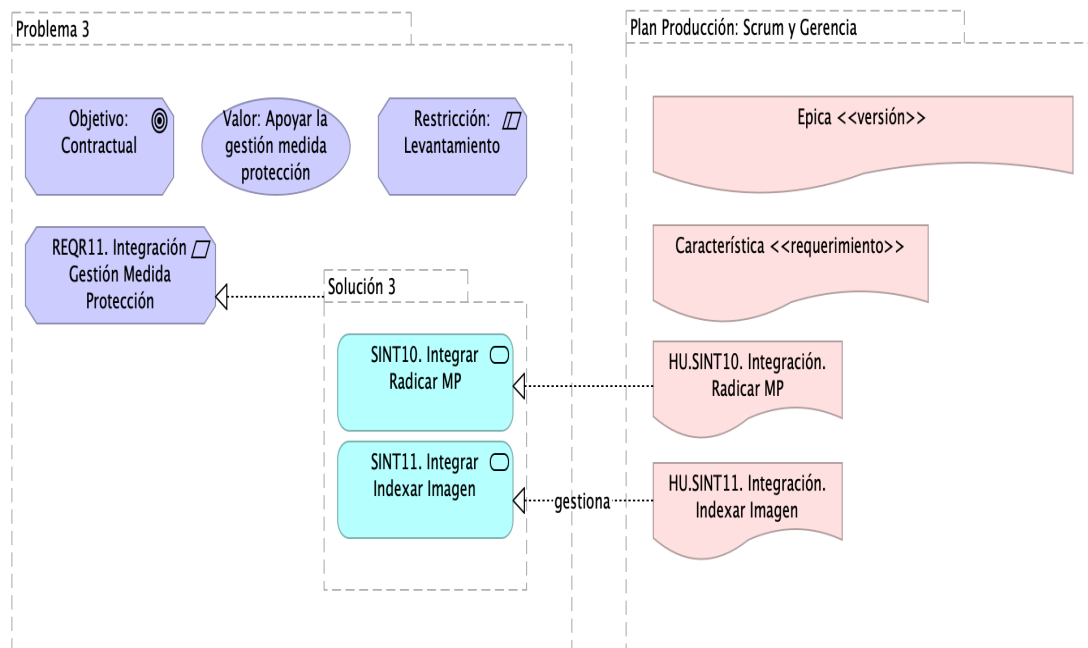 Problema 3
Objetivo:
Contractual
Valor: Apoyar la
gestión medida
protección
Restricción:
Levantamiento
REQR11. Integración
Gestión Medida
Protección
Solución 3
SINT10. Integrar
Radicar MP
SINT11. Integrar
Indexar Imagen
gestiona
Plan Producción: Scrum y Gerencia
Epica <<versión>>
Característica <<requerimiento>>
HU.SINT10. Integración.
Radicar MP
HU.SINT11. Integración.
Indexar Imagen